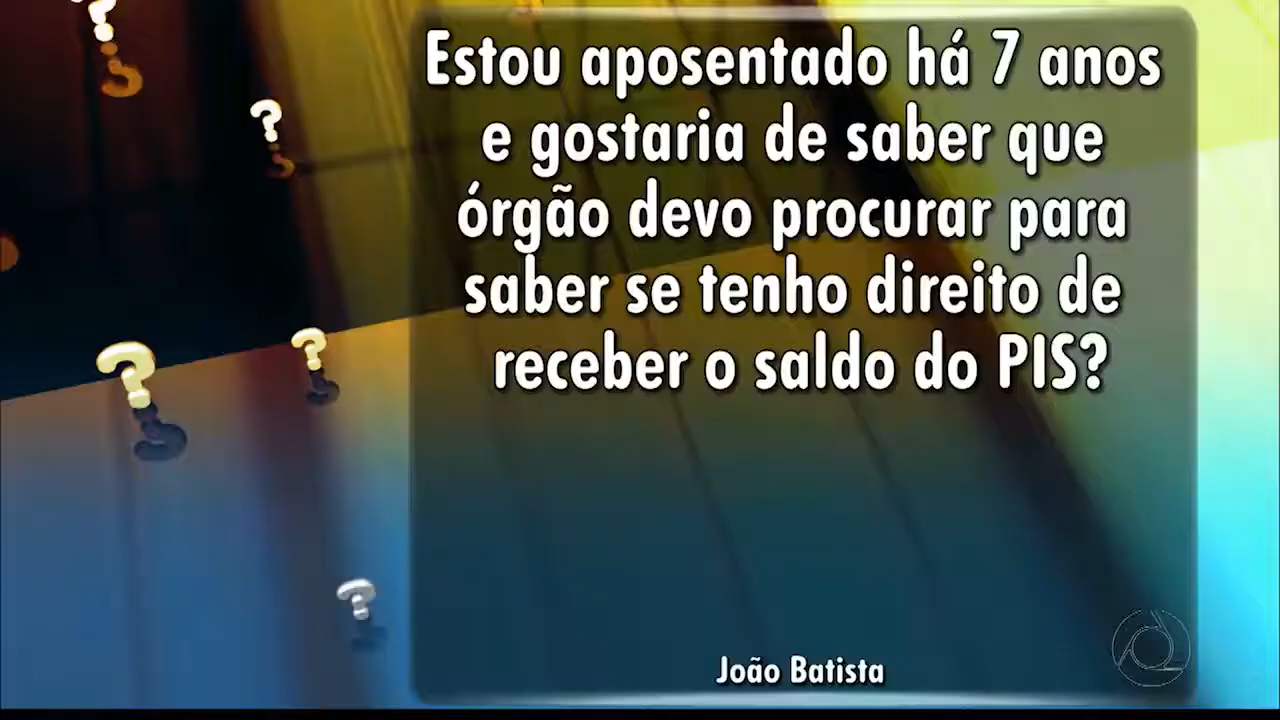 Estou aposentado há 7 anos
e gostaria de saber que
órgão devo procurar para
saber se tenho direito de
receber o saldo do PIS?
João Batista